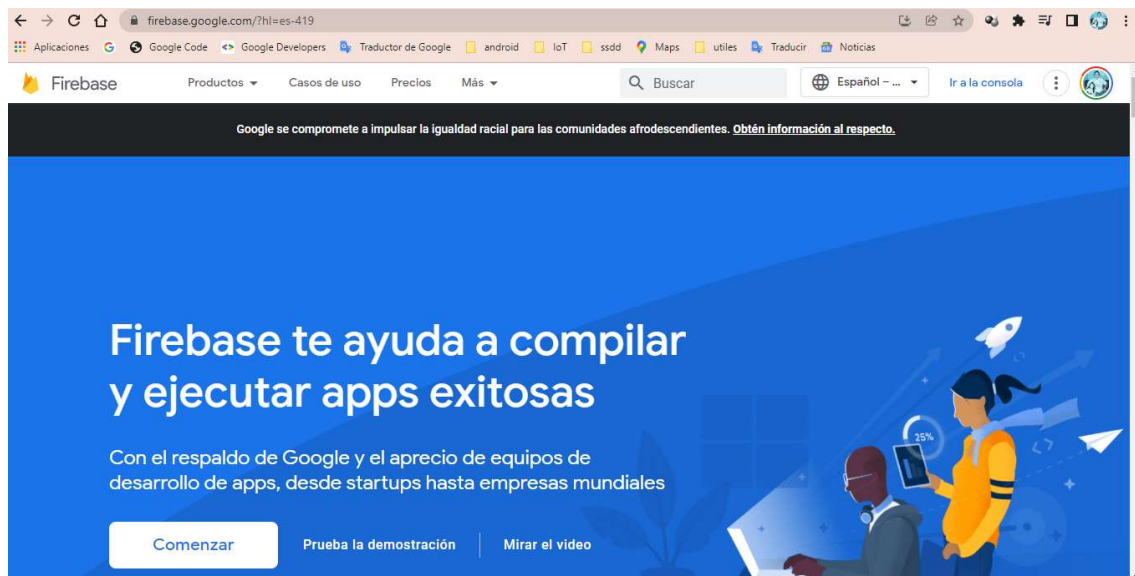 firebase.google.com/?hl=es-419
Aplicaciones Google Code Google Developers Traductor de Google android IoT ssdd Maps utiles Traducir Noticias
Firebase Productos Casos de uso Precios Más Buscar Español – ... Ir a la consola
Google se compromete a impulsar la igualdad racial para las comunidades afrodescendientes. Obtén información al respecto.
Firebase te ayuda a compilar
y ejecutar apps exitosas
25%
Con el respaldo de Google y el aprecio de equipos de
desarrollo de apps, desde startups hasta empresas mundiales
Comenzar Prueba la demostración Mirar el video